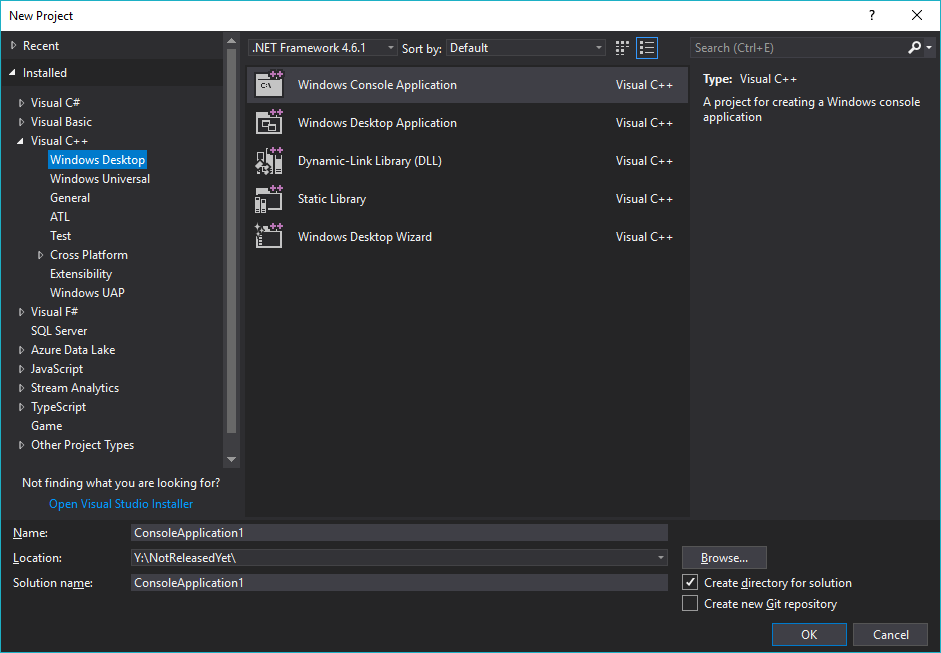 New Project
?
Recent
Installed
Visual C#
Visual Basic
Visual C++
Windows Desktop
Windows Universal
General
ATL
Test
Cross Platform
Extensibility
Windows UAP
Visual F#
SQL Server
Azure Data Lake
JavaScript
Stream Analytics
TypeScript
Game
Other Project Types
Not finding what you are looking for?
Open Visual Studio Installer
.NET Framework 4.6.1 Sort by: Default
C:\ Windows Console Application Visual C++
Windows Desktop Application Visual C++
Dynamic-Link Library (DLL) Visual C++
Static Library Visual C++
Windows Desktop Wizard Visual C++
Search (Ctrl+E)
Type: Visual C++
A project for creating a Windows console
application
Name: ConsoleApplication1
Location: Y:\NotReleasedYet\ Browse...
Solution name: ConsoleApplication1
Create directory for solution
Create new Git repository
OK Cancel